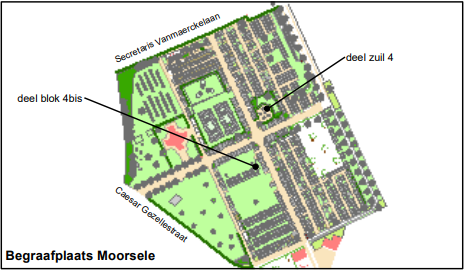 Secretaris Vanmaerckelaan
deel zuil 4
deel blok 4bis
Caesar Gezellestraat
Begraafplaats Moorsele